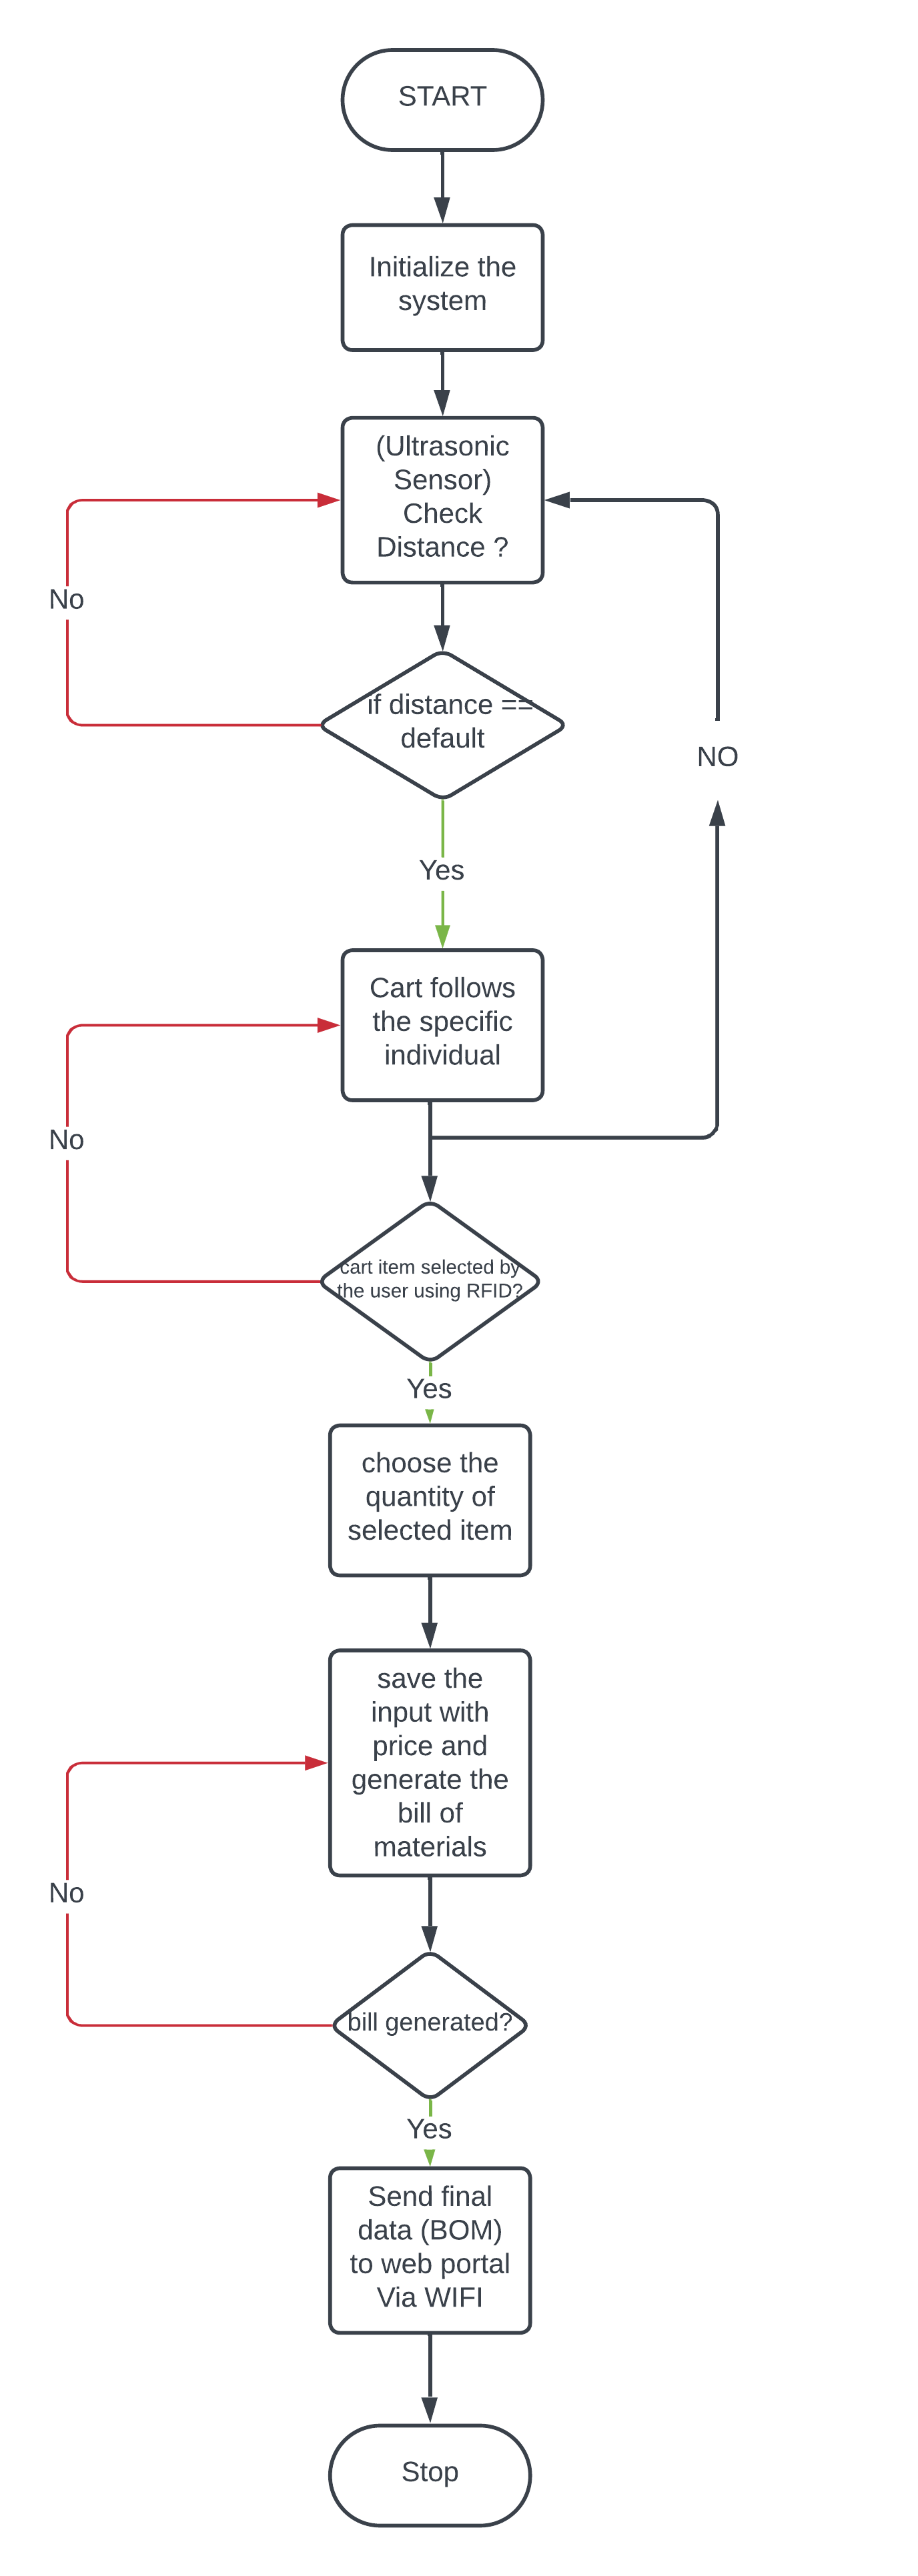 START
Initialize the
system
(Ultrasonic
Sensor)
Check
Distance ?
No
if distance ==
default
NO
Yes
Cart follows
the specific
individual
No
cart item selected by
the user using RFID?
Yes
choose the
quantity of
selected item
save the
input with
price and
generate the
bill of
materials
No
bill generated?
Yes
Send final
data (BOM)
to web portal
Via WIFI
Stop